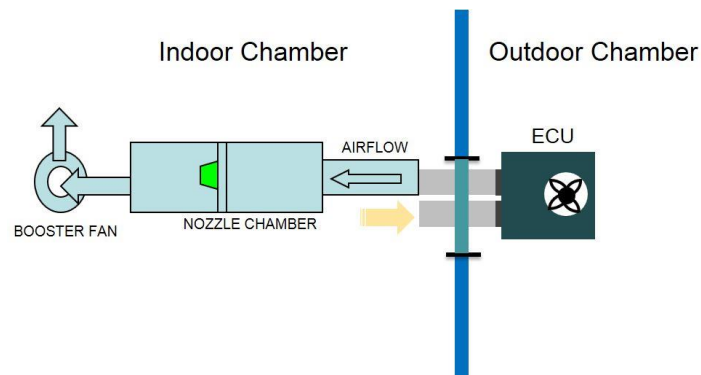 Indoor Chamber
Outdoor Chamber
ECU
AIRFLOW
NOZZLE CHAMBER
BOOSTER FAN